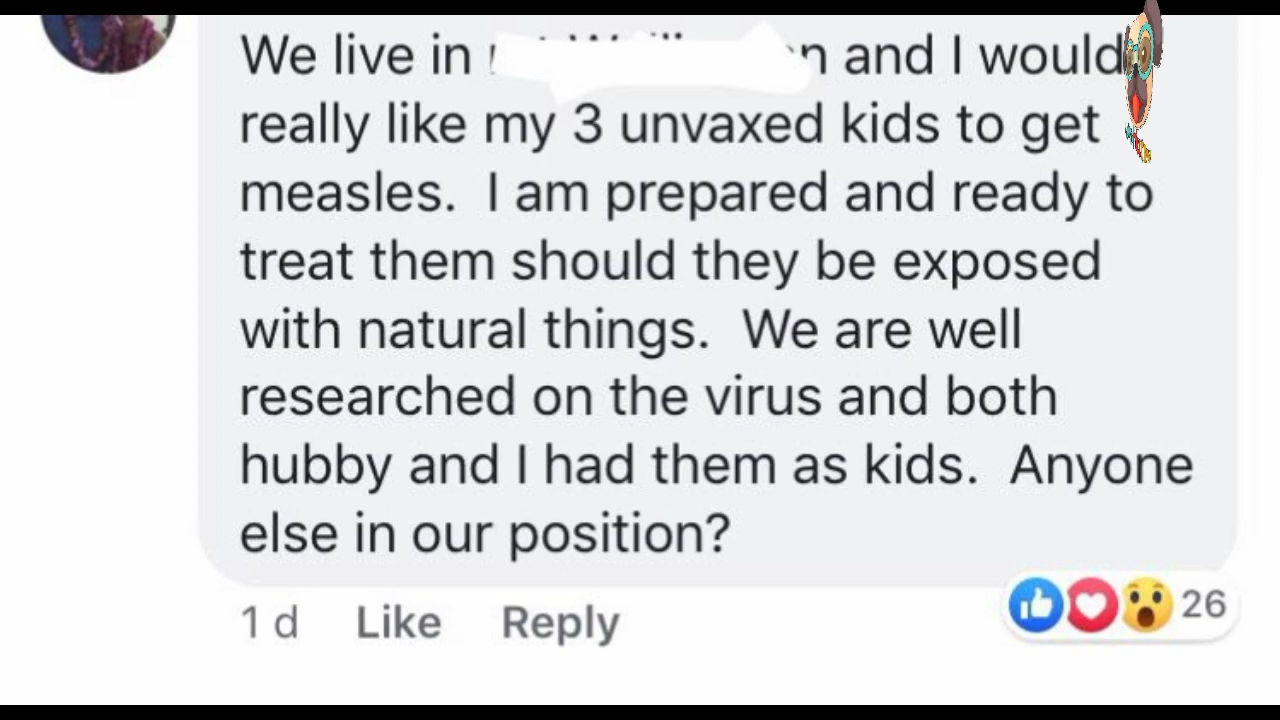 We live in and I would
really like my 3 unvaxed kids to get
measles. I am prepared and ready to
treat them should they be exposed
with natural things. We are well
researched on the virus and both
hubby and I had them as kids. Anyone
else in our position?
1 d Like Reply 26